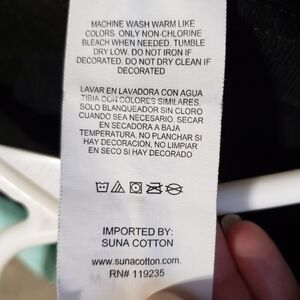 MACHINE WASH WARM LIKE
COLORS. ONLY NON-CHLORINE
BLEACH WHEN NEEDED. TUMBLE
DRY LOW. DO NOT IRON IF
DECORATED. DO NOT DRY CLEAN IF
DECORATED
LAVAR EN LAVADORA CON AGUA
TIBIA CON COLORES SIMILARES.
SOLO BLANQUEADOR SIN CLORO
CUANDO SEA NECESARIO. SECAR
EN SECADORA A BAJA
TEMPERATURA. NO PLANCHAR SI
HAY DECORACION, NO LIMPIAR
EN SECO SI HAY DECORADO
IMPORTED BY:
SUNA COTTON
www.sunacotton.com.
RN# 119235